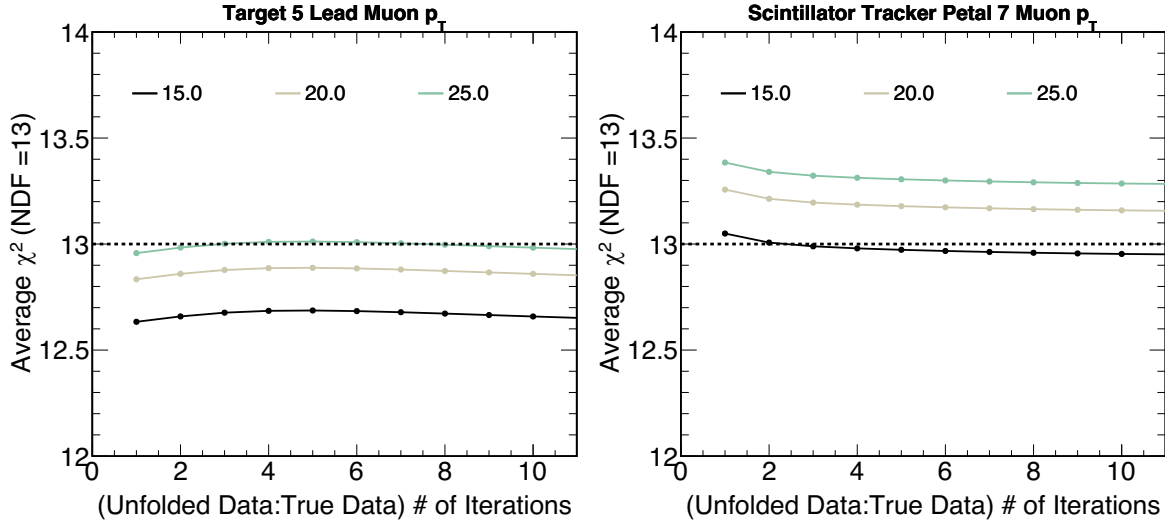 Target 5 Lead Muon p_T
14
15.0 20.0 25.0
13.5
13
12.5
12
0 2 4 6 8 10
Average χ² (NDF =13)
(Unfolded Data:True Data) # of Iterations
Scintillator Tracker Petal 7 Muon p_T
14
15.0 20.0 25.0
13.5
13
12.5
12
0 2 4 6 8 10
Average χ² (NDF =13)
(Unfolded Data:True Data) # of Iterations